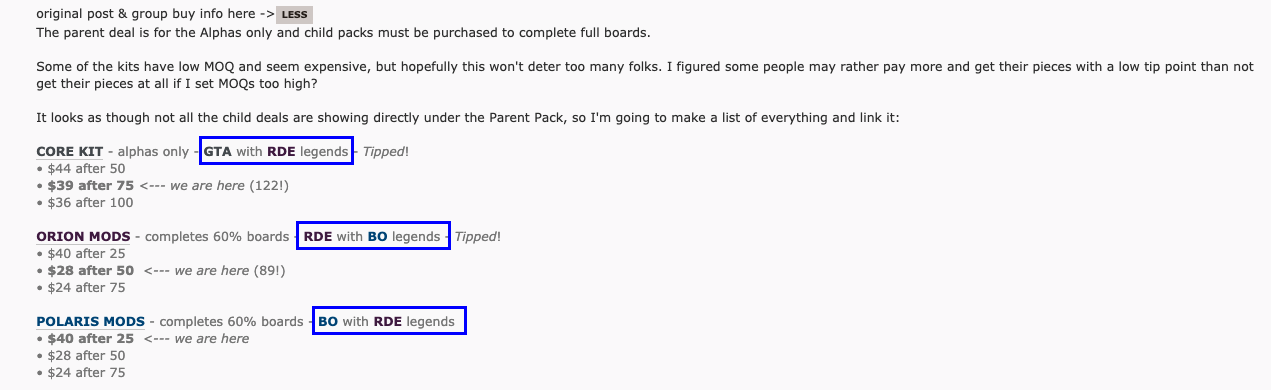 original post & group buy info here -> LESS
The parent deal is for the Alphas only and child packs must be purchased to complete full boards.
Some of the kits have low MOQ and seem expensive, but hopefully this won't deter too many folks. I figured some people may rather pay more and get their pieces with a low tip point than not
get their pieces at all if I set MOQs too high?
It looks as though not all the child deals are showing directly under the Parent Pack, so I'm going to make a list of everything and link it:
CORE KIT - alphas only - GTA with RDE legends - Tipped!
• $44 after 50
• $39 after 75 <--- we are here (122!)
• $36 after 100
ORION MODS - completes 60% boards - RDE with BO legends - Tipped!
• $40 after 25
• $28 after 50 <--- we are here (89!)
• $24 after 75
POLARIS MODS - completes 60% boards - BO with RDE legends
• $40 after 25 <--- we are here
• $28 after 50
• $24 after 75